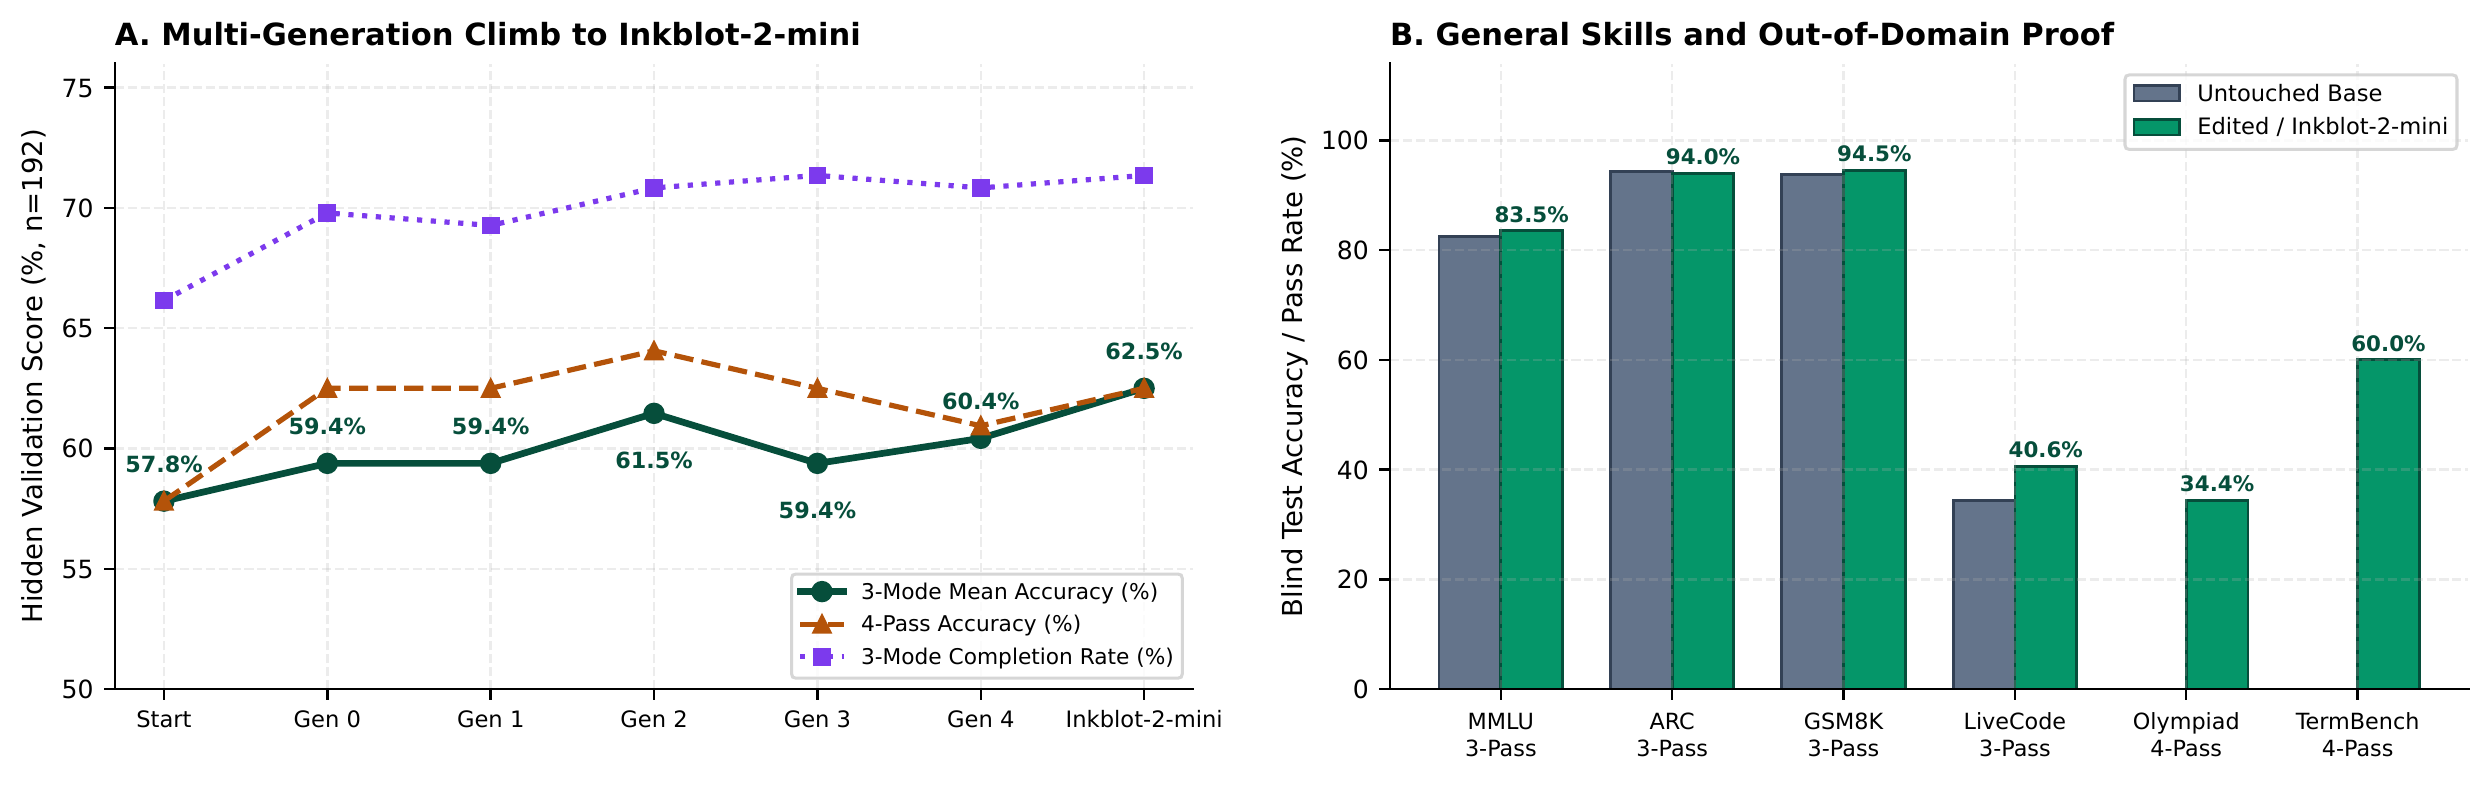 A. Multi-Generation Climb to Inkblot-2-mini
Hidden Validation Score (%, n=192)
75
70
65
60
55
50
57.8%
59.4%
59.4%
61.5%
59.4%
60.4%
62.5%
3-Mode Mean Accuracy (%)
4-Pass Accuracy (%)
3-Mode Completion Rate (%)
Start
Gen 0
Gen 1
Gen 2
Gen 3
Gen 4
Inkblot-2-mini
B. General Skills and Out-of-Domain Proof
Blind Test Accuracy / Pass Rate (%)
100
80
60
40
20
0
Untouched Base
Edited / Inkblot-2-mini
83.5%
94.0%
94.5%
40.6%
34.4%
60.0%
MMLU
3-Pass
ARC
3-Pass
GSM8K
3-Pass
LiveCode
3-Pass
Olympiad
4-Pass
TermBench
4-Pass